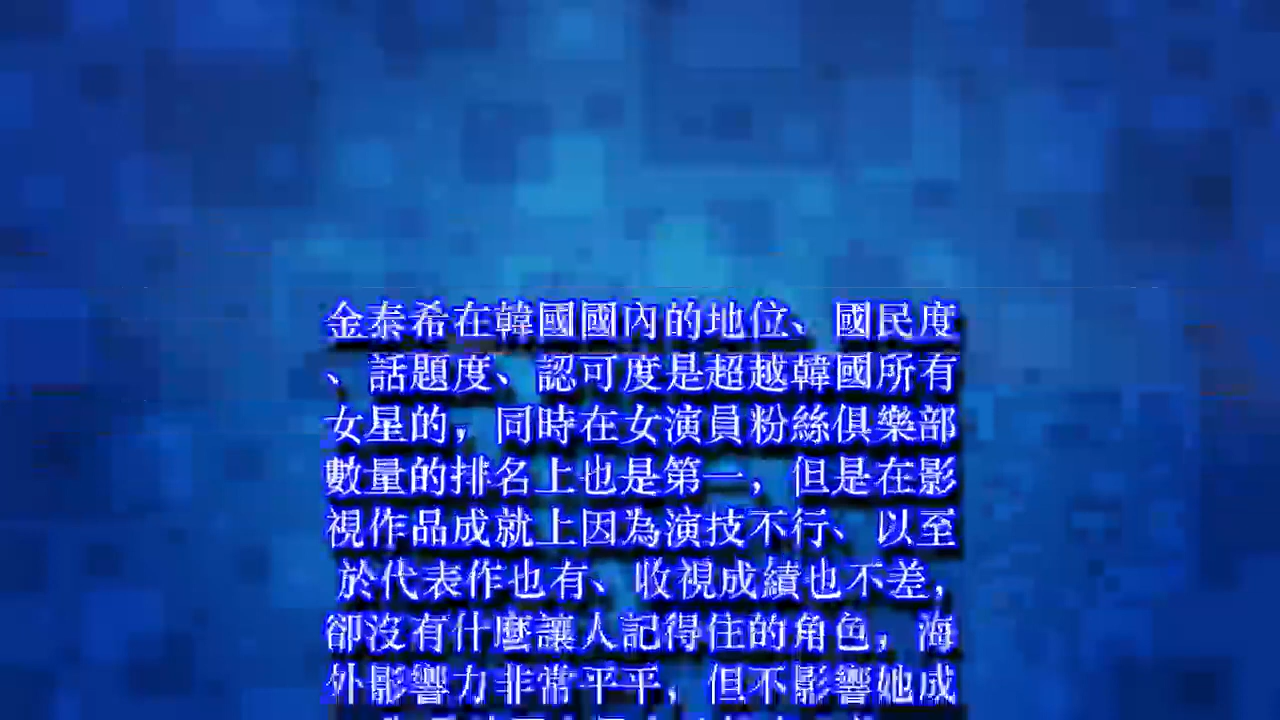 金泰希在韓國國內的地位、國民度
、話題度、認可度是超越韓國所有
女星的，同時在女演員粉絲俱樂部
數量的排名上也是第一，但是在影
視作品成就上因為演技不行、以至
於代表作也有、收視成績也不差，
卻沒有什麼讓人記得住的角色，海
外影響力非常平平，但不影響她成